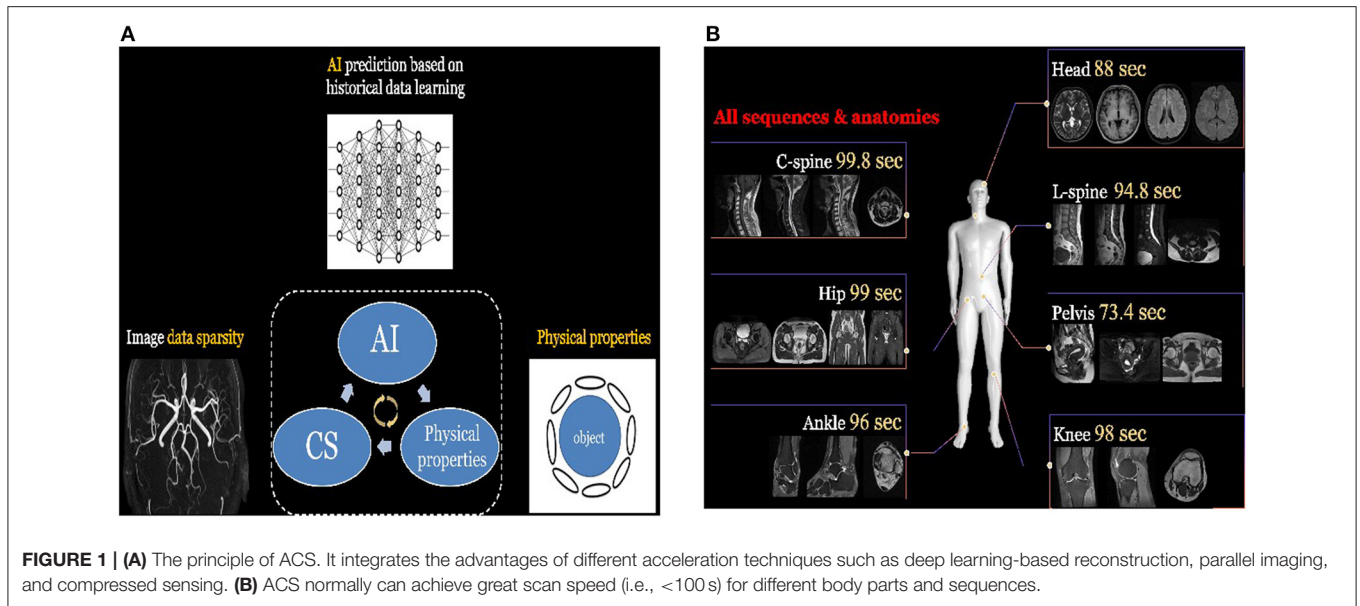 A
AI prediction based on
historical data learning
Image data sparsity
AI
CS
Physical
properties
Physical properties
object
B
All sequences & anatomies
Head 88 sec
C-spine 99.8 sec
L-spine 94.8 sec
Hip 99 sec
Pelvis 73.4 sec
Ankle 96 sec
Knee 98 sec
FIGURE 1 | (A) The principle of ACS. It integrates the advantages of different acceleration techniques such as deep learning-based reconstruction, parallel imaging,
and compressed sensing. (B) ACS normally can achieve great scan speed (i.e., <100 s) for different body parts and sequences.